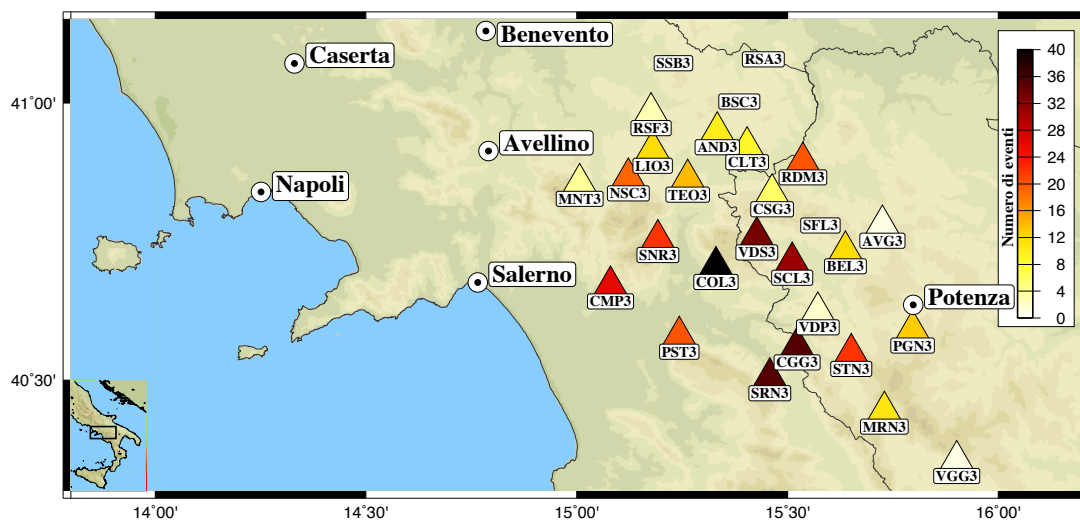 Benevento
Caserta
SSB3
RSA3
40
36
32
28
24
20
16
12
8
4
0
Numero di eventi
41°00'
BSC3
RSF3
Avellino
AND3
CLT3
LIO3
RDM3
Napoli
MNT3
NSC3
TEO3
CSG3
SFL3
AVG3
SNR3
VDS3
BEL3
Salerno
COL3
SCL3
CMP3
Potenza
VDP3
PST3
CGG3
STN3
PGN3
40°30'
SRN3
MRN3
VGG3
14°00'
14°30'
15°00'
15°30'
16°00'